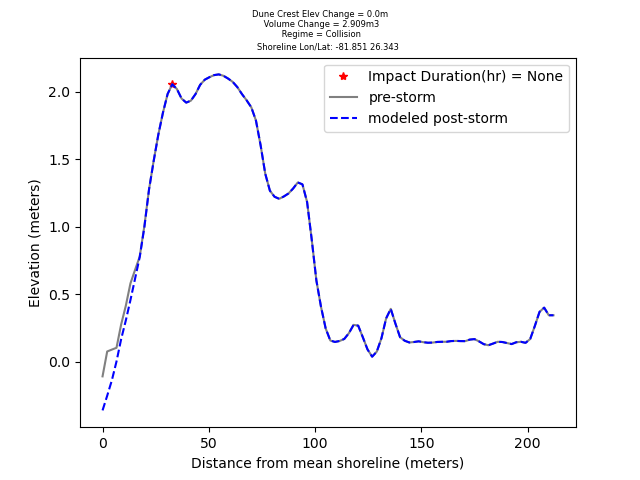 Dune Crest Elev Change = 0.0m
Volume Change = 2.909m3
Regime = Collision
Shoreline Lon/Lat: -81.851 26.343
Impact Duration(hr) = None
pre-storm
modeled post-storm
2.0
1.5
1.0
0.5
0.0
Elevation (meters)
0 50 100 150 200
Distance from mean shoreline (meters)